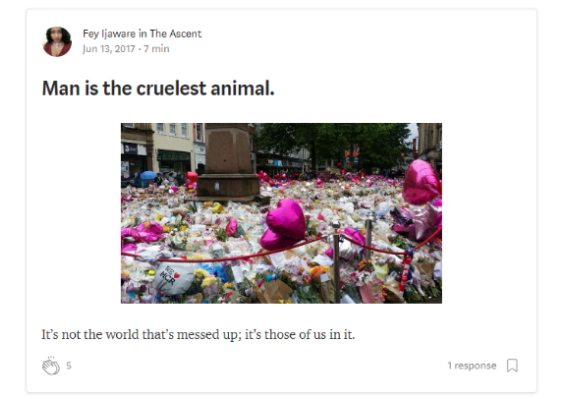 Fey Ijaware in The Ascent
Jun 13, 2017 · 7 min
Man is the cruelest animal.
MCR
It's not the world that's messed up; it's those of us in it.
5
1 response